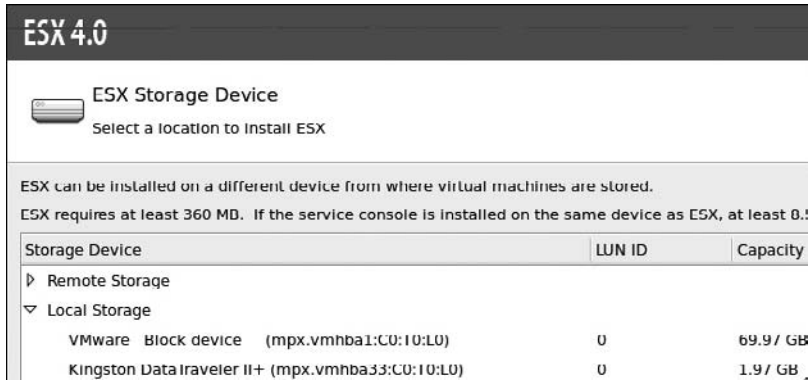 ESX 4.0
ESX Storage Device
Select a location to install ESX
ESX can be installed on a different device from where virtual machines are stored.
ESX requires at least 360 MB. If the service console is installed on the same device as ESX, at least 8.5
Storage Device LUN ID Capacity
Remote Storage
Local Storage
VMware Block device (mpx.vmhba1:C0:T0:L0) 0 69.97 GB
Kingston DataTraveler II+ (mpx.vmhba33:C0:T0:L0) 0 1.97 GB